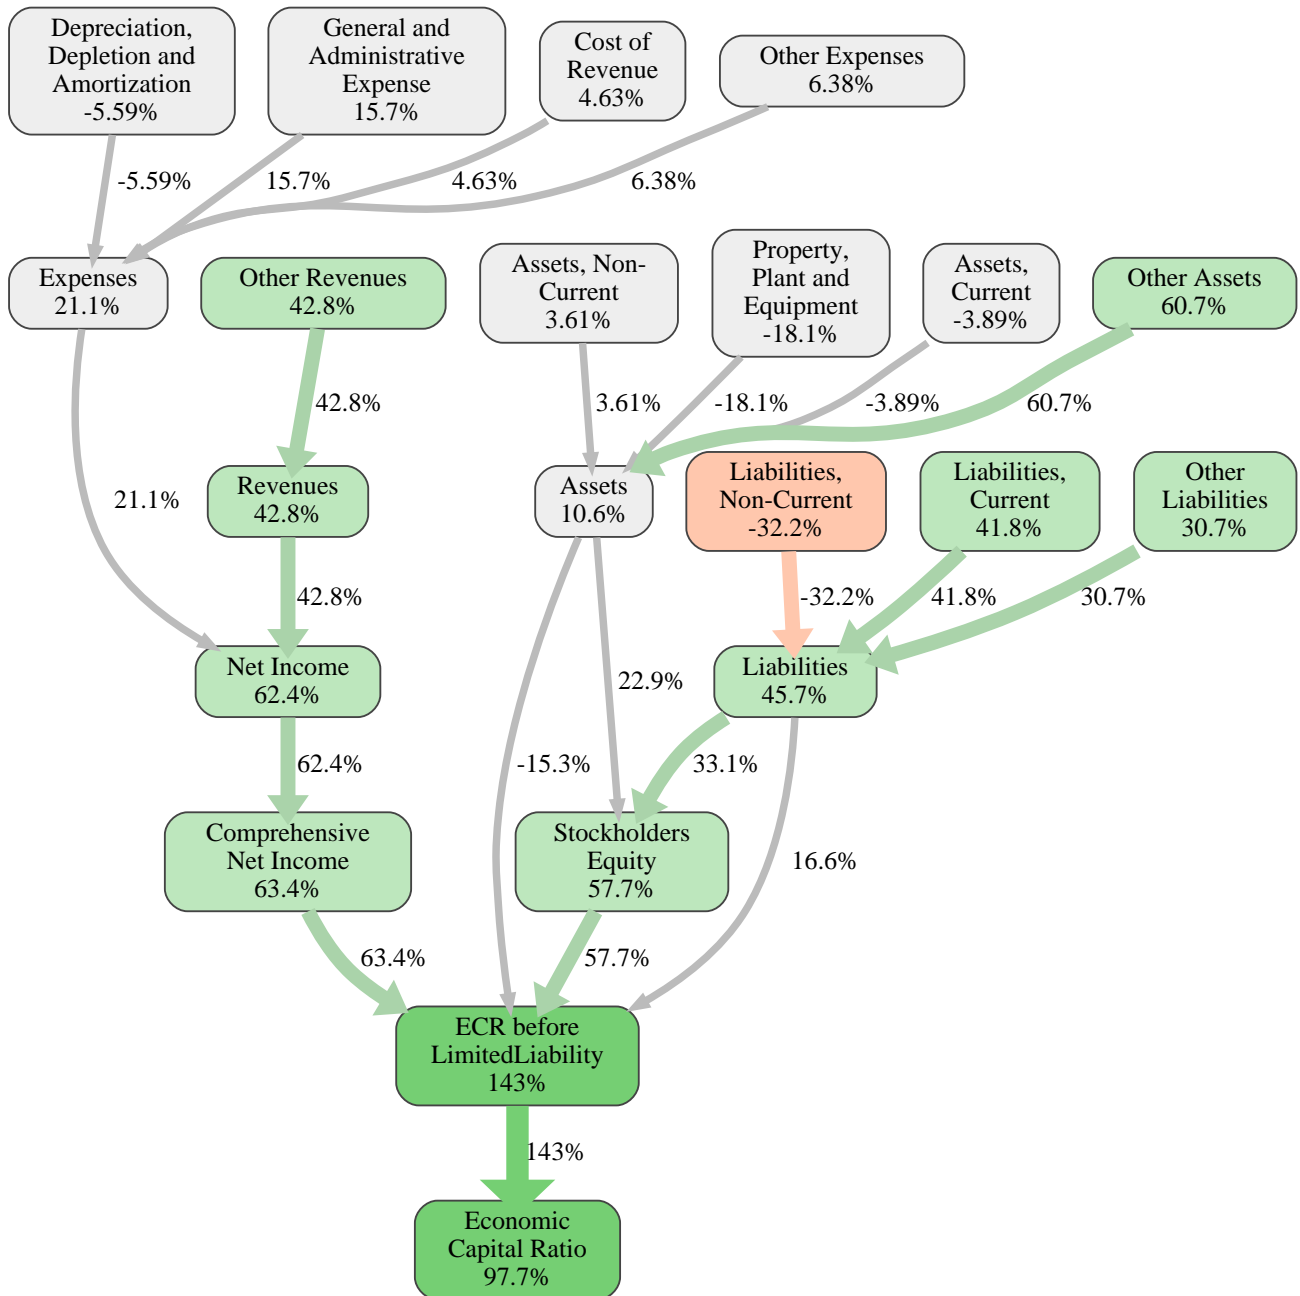 Depreciation,
Depletion and
Amortization
-5.59%
General and
Administrative
Expense
15.7%
Cost of
Revenue
4.63%
Other Expenses
6.38%
-5.59%
15.7%
4.63%
6.38%
Expenses
21.1%
Other Revenues
42.8%
Assets, Non-
Current
3.61%
Property,
Plant and
Equipment
-18.1%
Assets,
Current
-3.89%
Other Assets
60.7%
42.8%
3.61%
-18.1%
-3.89%
60.7%
Revenues
42.8%
Assets
10.6%
Liabilities,
Non-Current
-32.2%
Liabilities,
Current
41.8%
Other
Liabilities
30.7%
21.1%
42.8%
-32.2%
41.8%
30.7%
Net Income
62.4%
22.9%
Liabilities
45.7%
62.4%
-15.3%
33.1%
Comprehensive
Net Income
63.4%
Stockholders
Equity
57.7%
16.6%
63.4%
57.7%
ECR before
LimitedLiability
143%
143%
Economic
Capital Ratio
97.7%